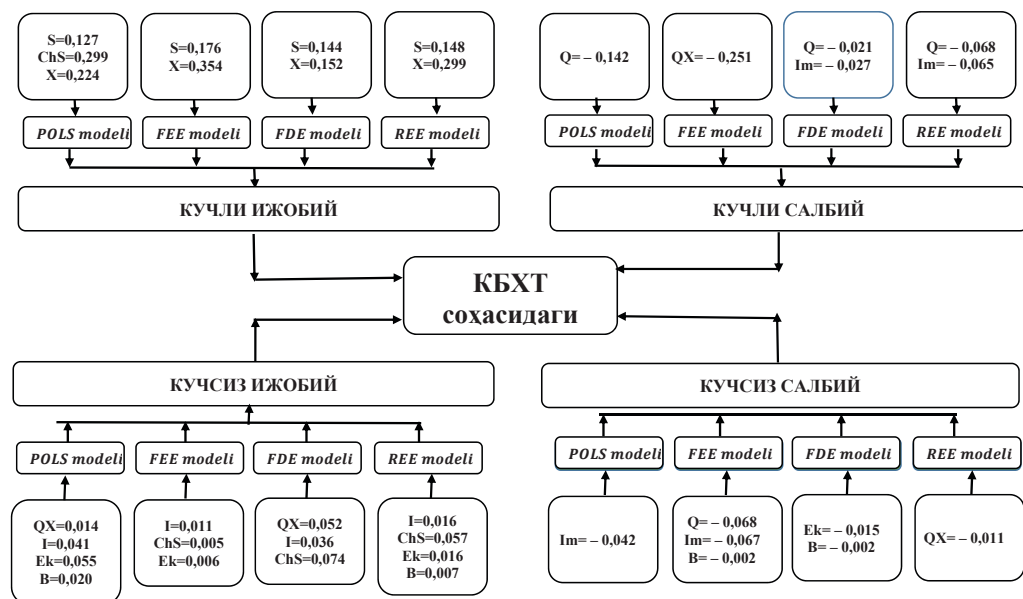 S=0,127
ChS=0,299
X=0,224
S=0,176
X=0,354
S=0,144
X=0,152
S=0,148
X=0,299
Q= – 0,142
QX= – 0,251
Q= – 0,021
Im= – 0,027
Q= – 0,068
Im= – 0,065
POLS modeli
FEE modeli
FDE modeli
REE modeli
POLS modeli
FEE modeli
FDE modeli
REE modeli
КУЧЛИ ИЖОБИЙ
КУЧЛИ САЛБИЙ
КБХТ
соҳасидаги
КУЧСИЗ ИЖОБИЙ
КУЧСИЗ САЛБИЙ
POLS modeli
FEE modeli
FDE modeli
REE modeli
POLS modeli
FEE modeli
FDE modeli
REE modeli
QX=0,014
I=0,041
Ek=0,055
B=0,020
I=0,011
ChS=0,005
Ek=0,006
QX=0,052
I=0,036
ChS=0,074
I=0,016
ChS=0,057
Ek=0,016
B=0,007
Im= – 0,042
Q= – 0,068
Im= – 0,067
B= – 0,002
Ek= – 0,015
B= – 0,002
QX= – 0,011